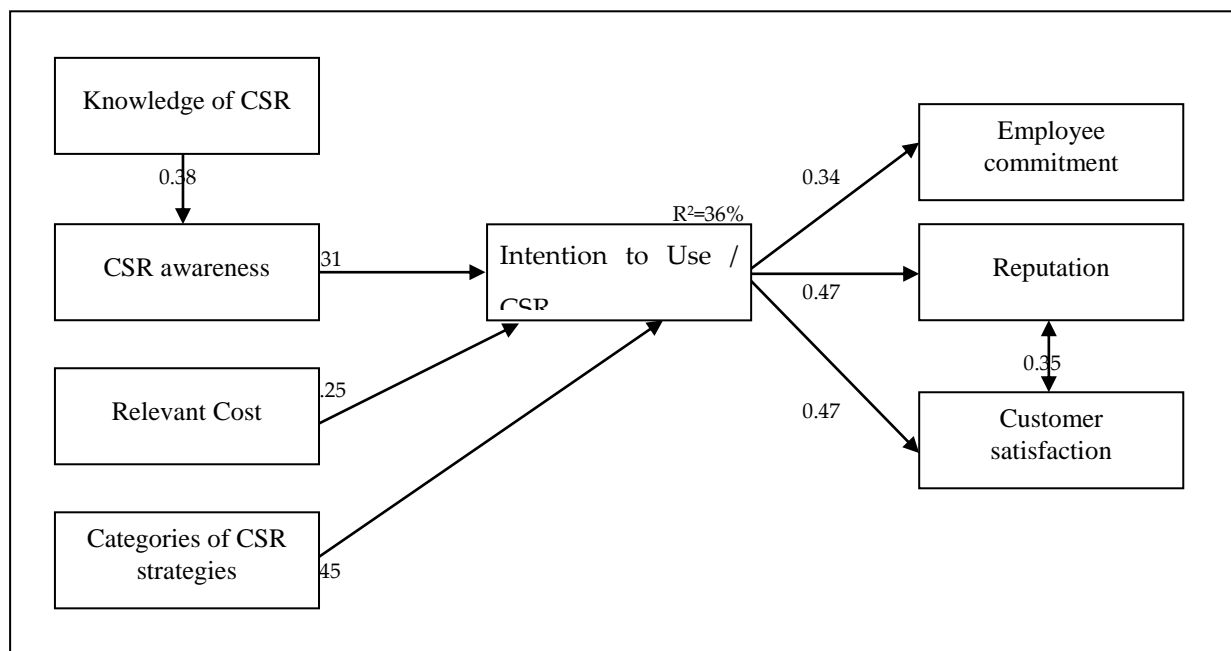 Knowledge of CSR
0.38
CSR awareness
.31
Relevant Cost
.25
Categories of CSR
strategies
.45
R²=36%
Intention to Use /
CSR
0.34
0.47
0.47
Employee
commitment
Reputation
0.35
Customer
satisfaction